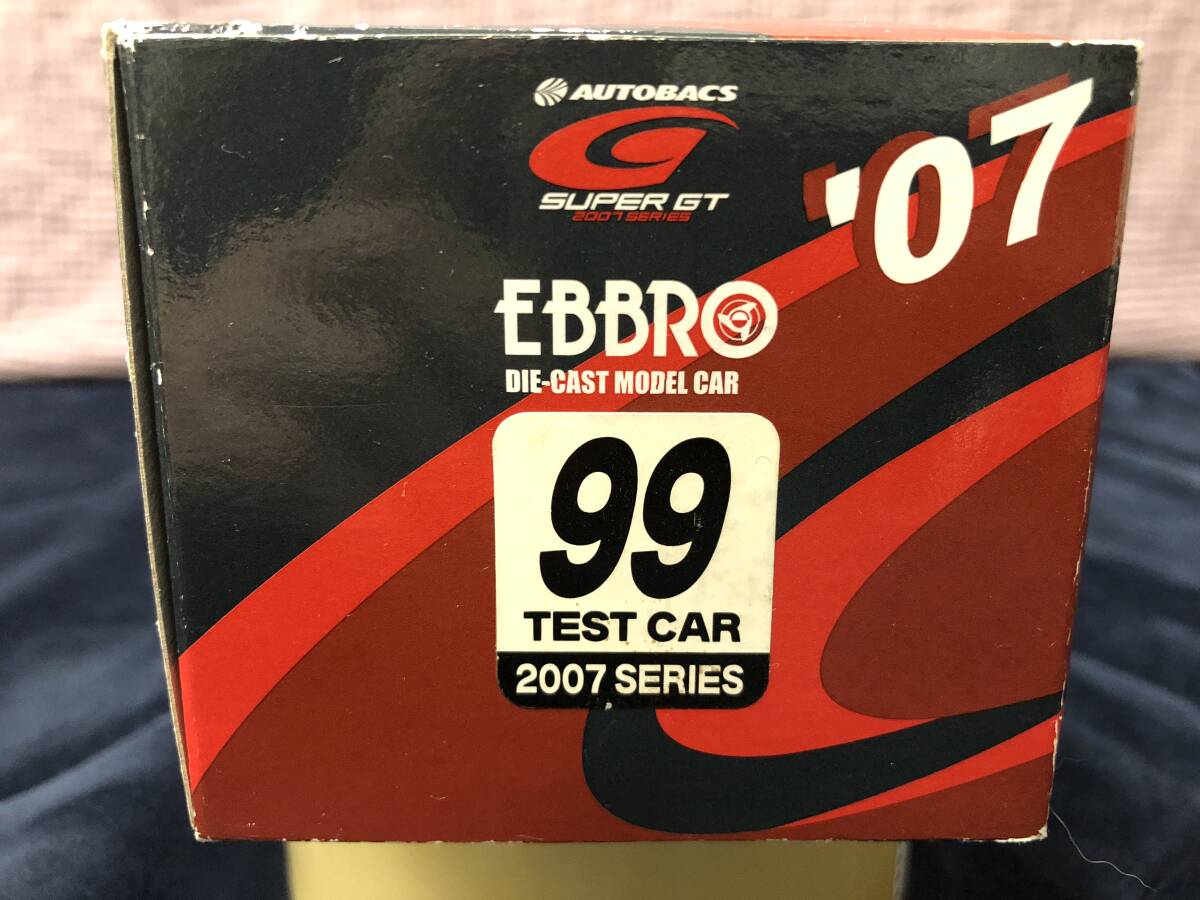 AUTOBACS
SUPER GT
2007 SERIES
'07
EBBRO
DIE-CAST MODEL CAR
99
TEST CAR
2007 SERIES